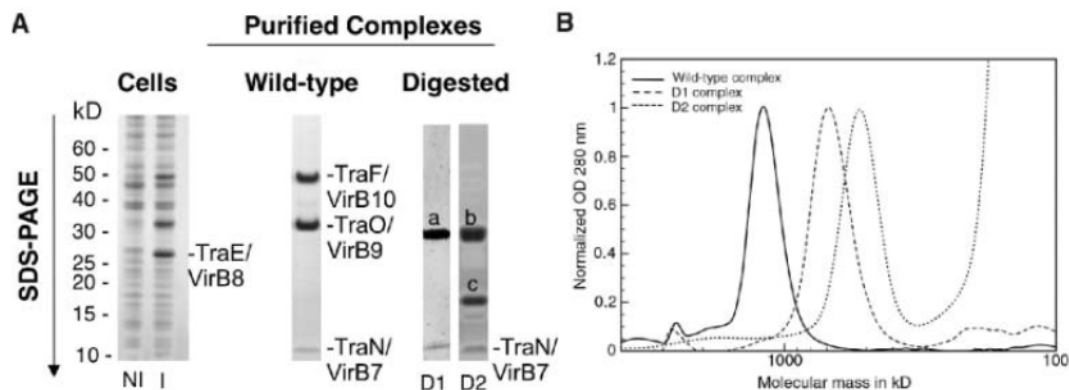 A
Purified Complexes
Cells
Wild-type
Digested
kD
60 -
50 -
40 -
30 -
25 -
20 -
15 -
10 -
SDS-PAGE
-TraF/
VirB10
-TraO/
VirB9
-TraE/
VirB8
-TraN/
VirB7
a
b
c
-TraN/
VirB7
NI
I
D1
D2
B
Normalized OD 280 nm
1.2
1
0.8
0.6
0.4
0.2
0
Wild-type complex
D1 complex
D2 complex
1000
100
Molecular mass in kD